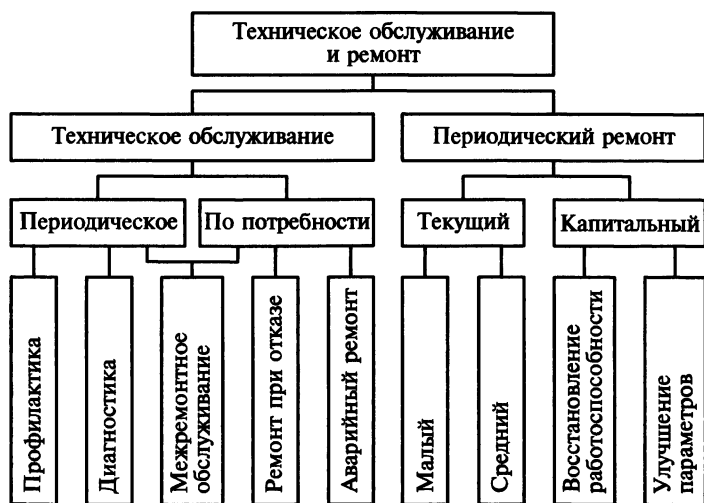 Техническое обслуживание
и ремонт
Техническое обслуживание
Периодический ремонт
Периодическое
По потребности
Текущий
Капитальный
Профилактика
Диагностика
Межремонтное
обслуживание
Ремонт при отказе
Аварийный ремонт
Малый
Средний
Восстановление
работоспособности
Улучшение
параметров